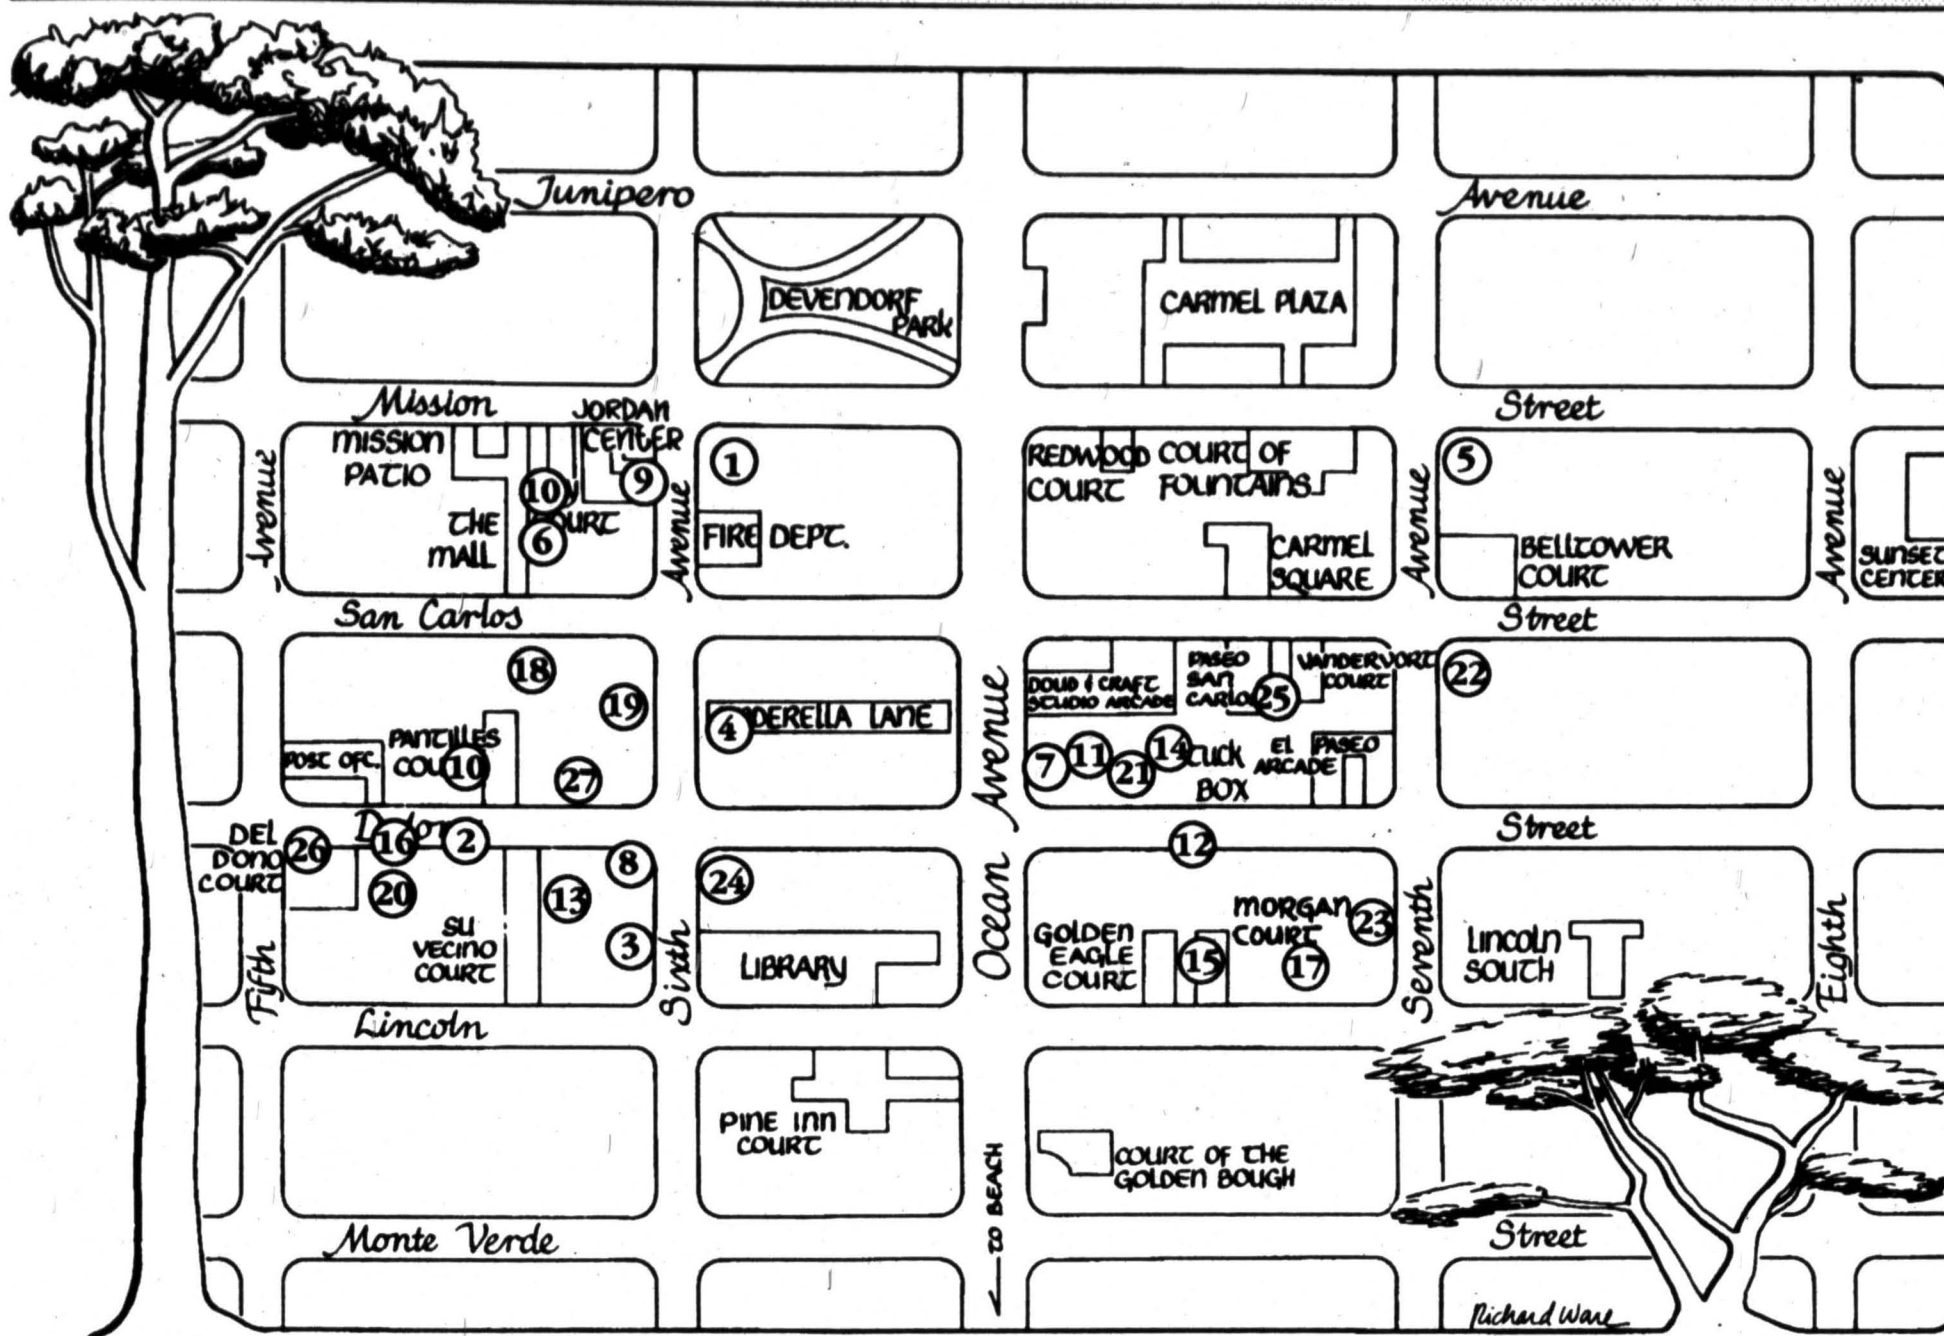 Junipero
Avenue
DEVENDORF
PARK
CARMEL PLAZA
Mission
Street
MISSION
PATIO
JORDAN
CENTER
10
9
THE
MALL
COURT
6
1
FIRE DEPT.
REDWOOD
COURT
COURT OF
FOUNTAINS
CARMEL
SQUARE
5
BELLTOWER
COURT
SUNSET
CENTER
Avenue
Avenue
Avenue
Avenue
San Carlos
Street
18
19
POST OFC.
PANTILLES
COU
10
27
4
DERELLA LANE
Avenue
DOUD & CRAFT
STUDIO ARCADE
PASEO
SAN
CARLO
25
VANDERVORT
COURT
22
7
11
21
14
TUCK
BOX
EL PASEO
ARCADE
Street
DEL
DONO
COURT
26
16
2
20
SU
VECINO
COURT
13
8
3
24
LIBRARY
12
GOLDEN
EAGLE
COURT
15
MORGAN
COURT
17
23
LINCOLN
SOUTH
Fifth
Sixth
Ocean
Seventh
Eighth
Lincoln
PINE INN
COURT
COURT OF THE
GOLDEN BOUGH
TO BEACH
Monte Verde
Street
Richard Ware